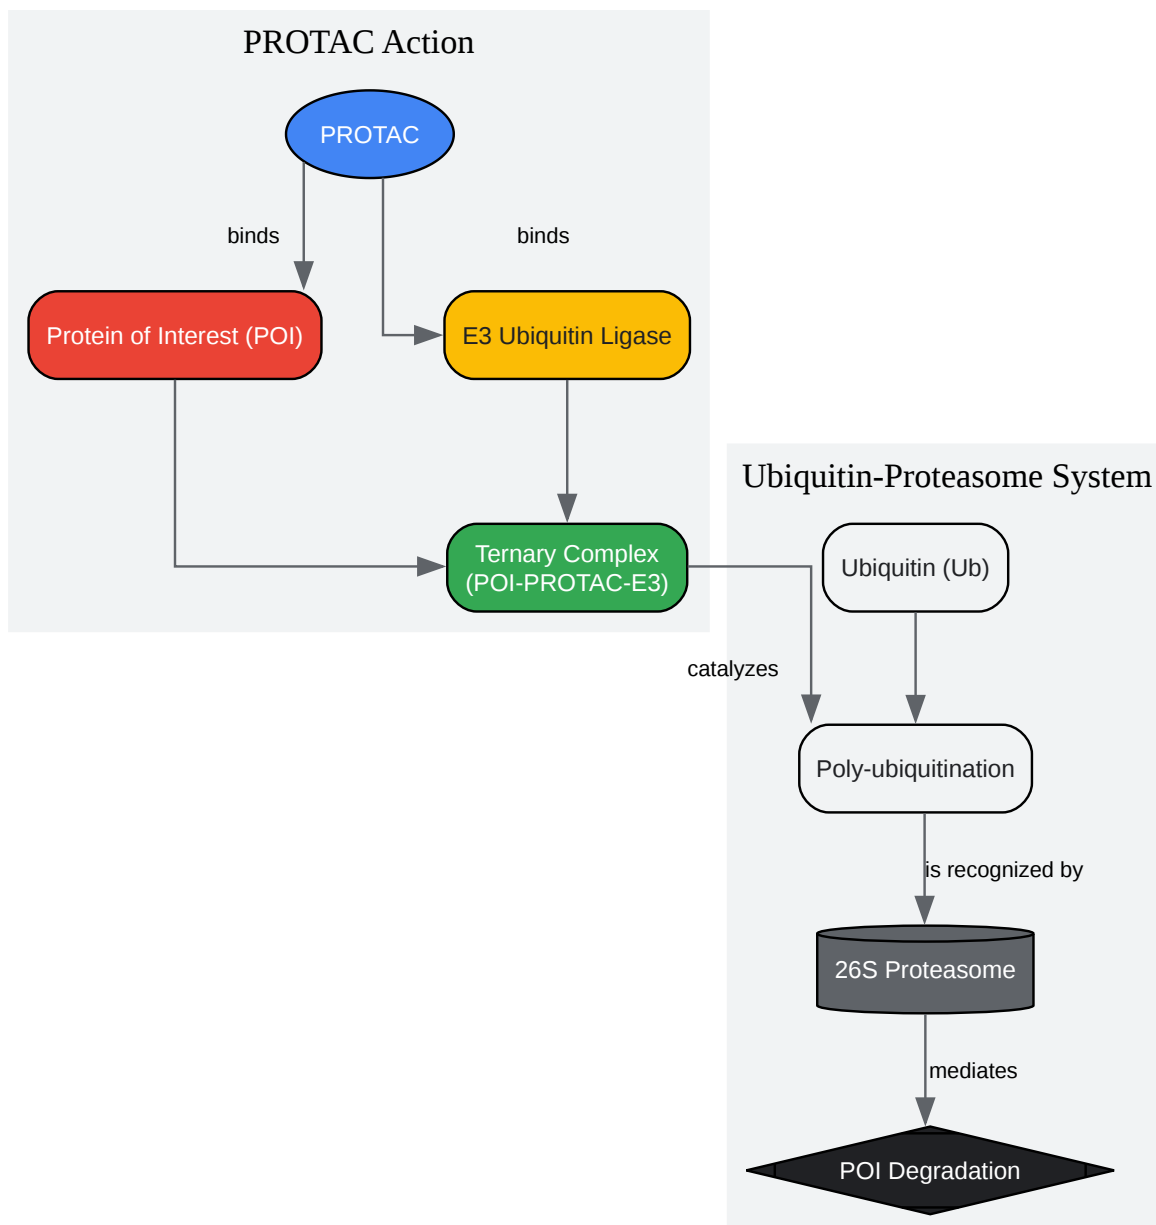 PROTAC Action
PROTAC
binds
binds
Protein of Interest (POI)
E3 Ubiquitin Ligase
Ternary Complex
(POI-PROTAC-E3)
Ubiquitin-Proteasome System
Ubiquitin (Ub)
catalyzes
Poly-ubiquitination
is recognized by
26S Proteasome
mediates
POI Degradation